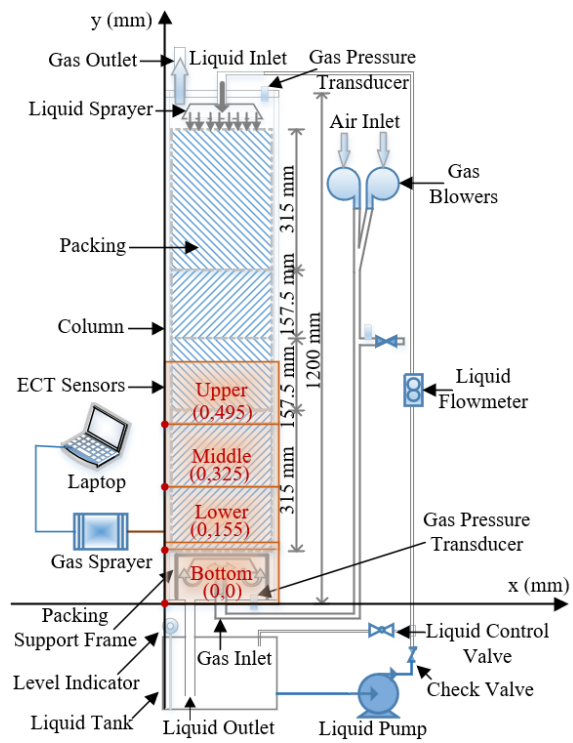 y (mm)
Gas Outlet
Liquid Inlet
Gas Pressure
Transducer
Liquid Sprayer
Air Inlet
Gas
Blowers
315 mm
Packing
157.5 mm
1200 mm
Column
ECT Sensors
Upper
(0,495)
157.5 mm
Liquid
Flowmeter
Middle
(0,325)
315 mm
Laptop
Lower
(0,155)
Gas Sprayer
Gas Pressure
Transducer
Bottom
(0,0)
x (mm)
Packing
Support Frame
Gas Inlet
Liquid Control
Valve
Level Indicator
Check Valve
Liquid Tank
Liquid Outlet
Liquid Pump